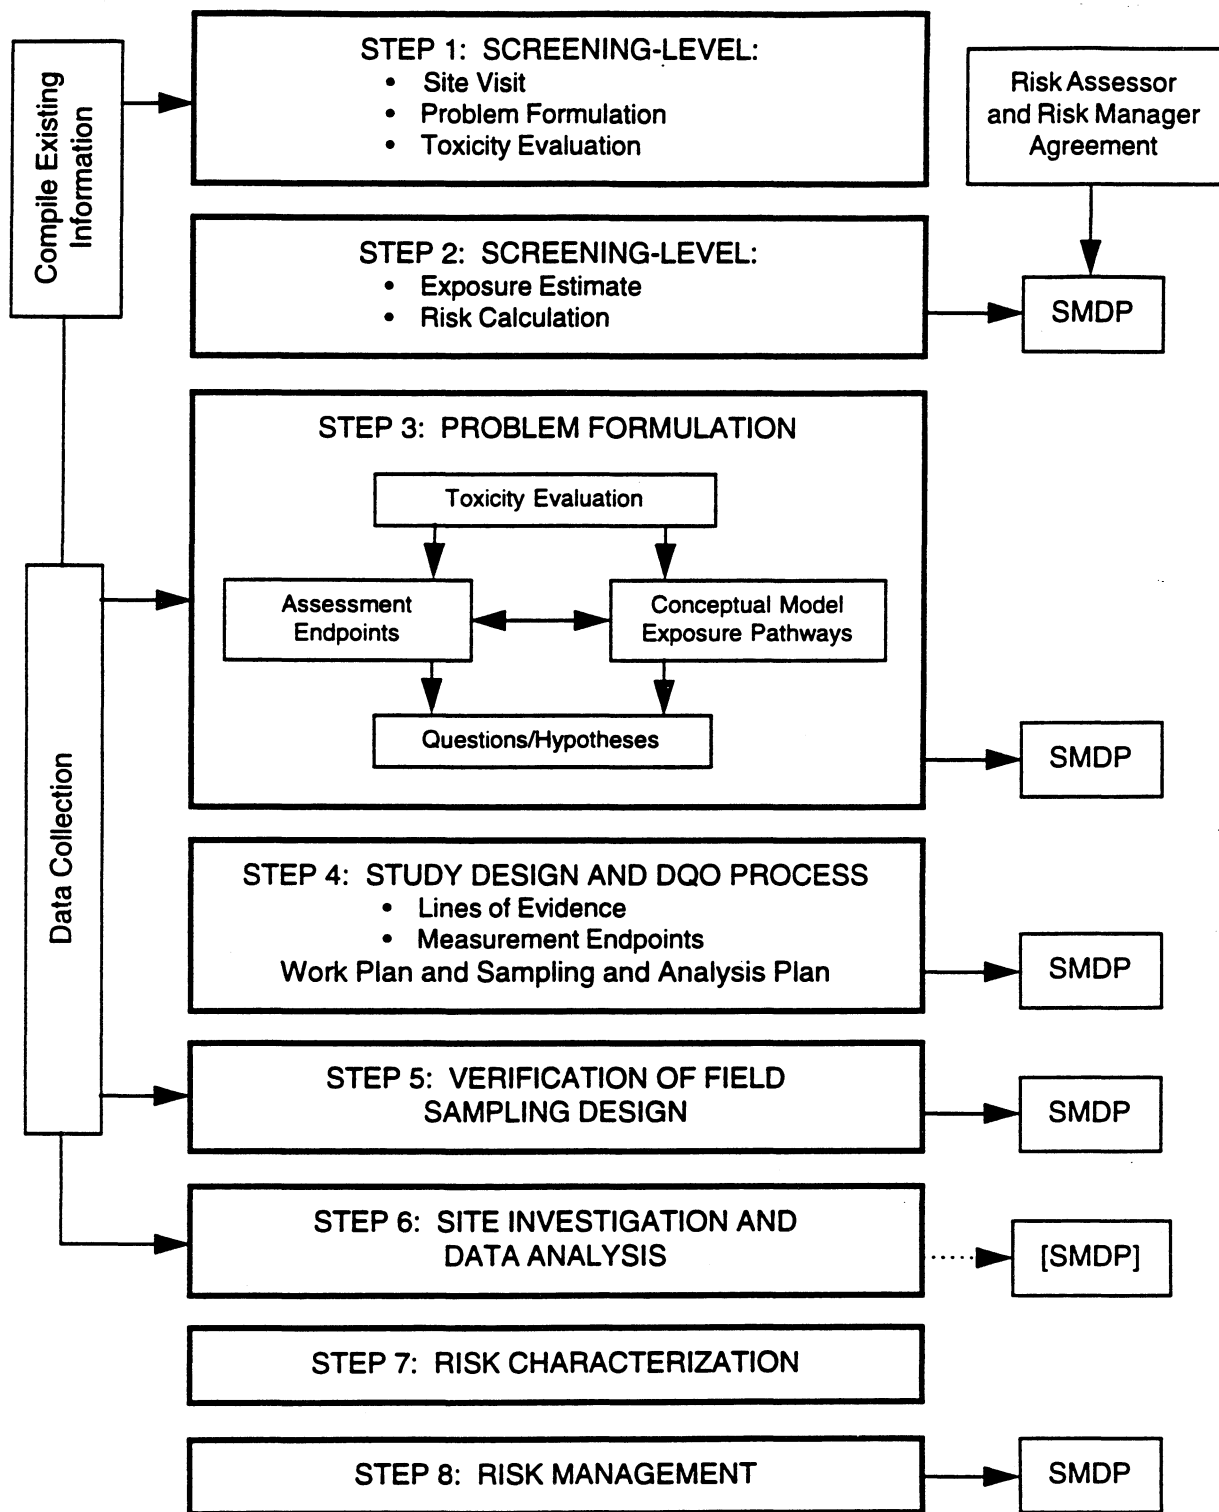 Compile Existing
Information
STEP 1: SCREENING-LEVEL:
• Site Visit
• Problem Formulation
• Toxicity Evaluation
Risk Assessor
and Risk Manager
Agreement
STEP 2: SCREENING-LEVEL:
• Exposure Estimate
• Risk Calculation
SMDP
Data Collection
STEP 3: PROBLEM FORMULATION
Toxicity Evaluation
Assessment
Endpoints
Conceptual Model
Exposure Pathways
Questions/Hypotheses
SMDP
STEP 4: STUDY DESIGN AND DQO PROCESS
• Lines of Evidence
• Measurement Endpoints
Work Plan and Sampling and Analysis Plan
SMDP
STEP 5: VERIFICATION OF FIELD
SAMPLING DESIGN
SMDP
STEP 6: SITE INVESTIGATION AND
DATA ANALYSIS
[SMDP]
STEP 7: RISK CHARACTERIZATION
STEP 8: RISK MANAGEMENT
SMDP